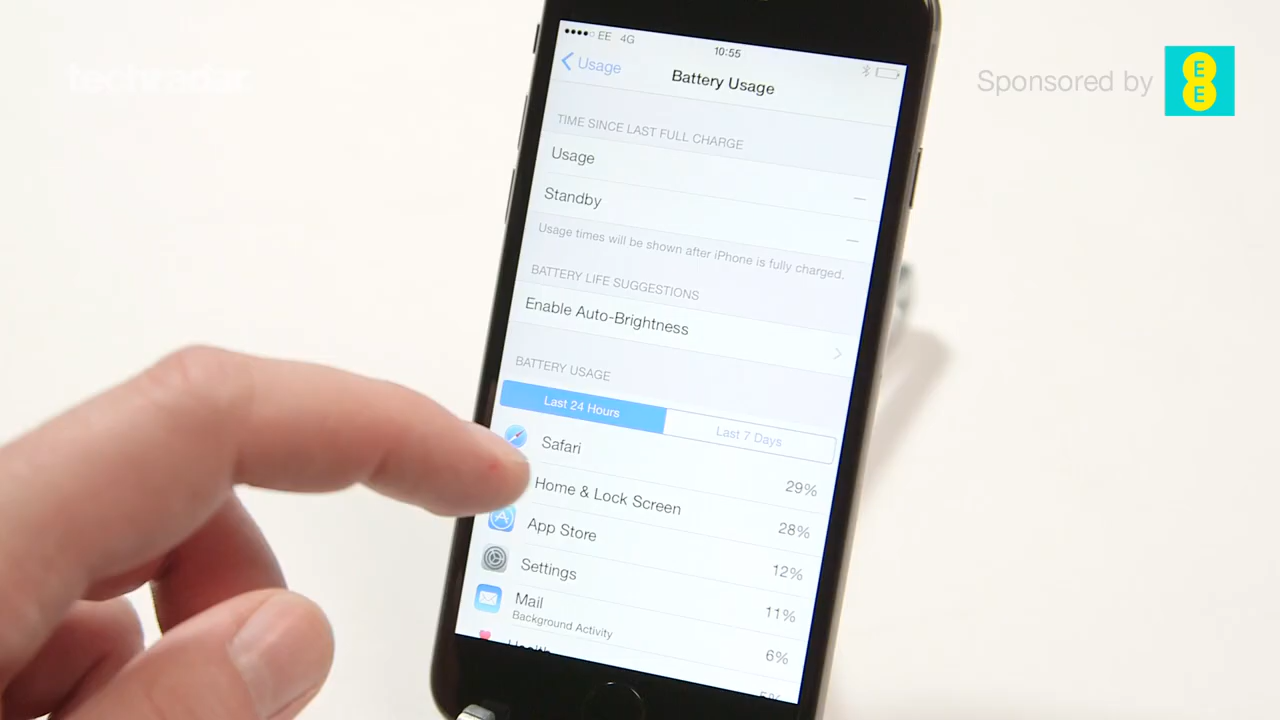 techradar
Sponsored by
EE
EE 4G
10:55
Usage
Battery Usage
TIME SINCE LAST FULL CHARGE
Usage
—
Standby
—
Usage times will be shown after iPhone is fully charged.
BATTERY LIFE SUGGESTIONS
Enable Auto-Brightness
BATTERY USAGE
Last 24 Hours
Last 7 Days
Safari
29%
Home & Lock Screen
28%
App Store
12%
Settings
11%
Mail
Background Activity
6%
Health
5%